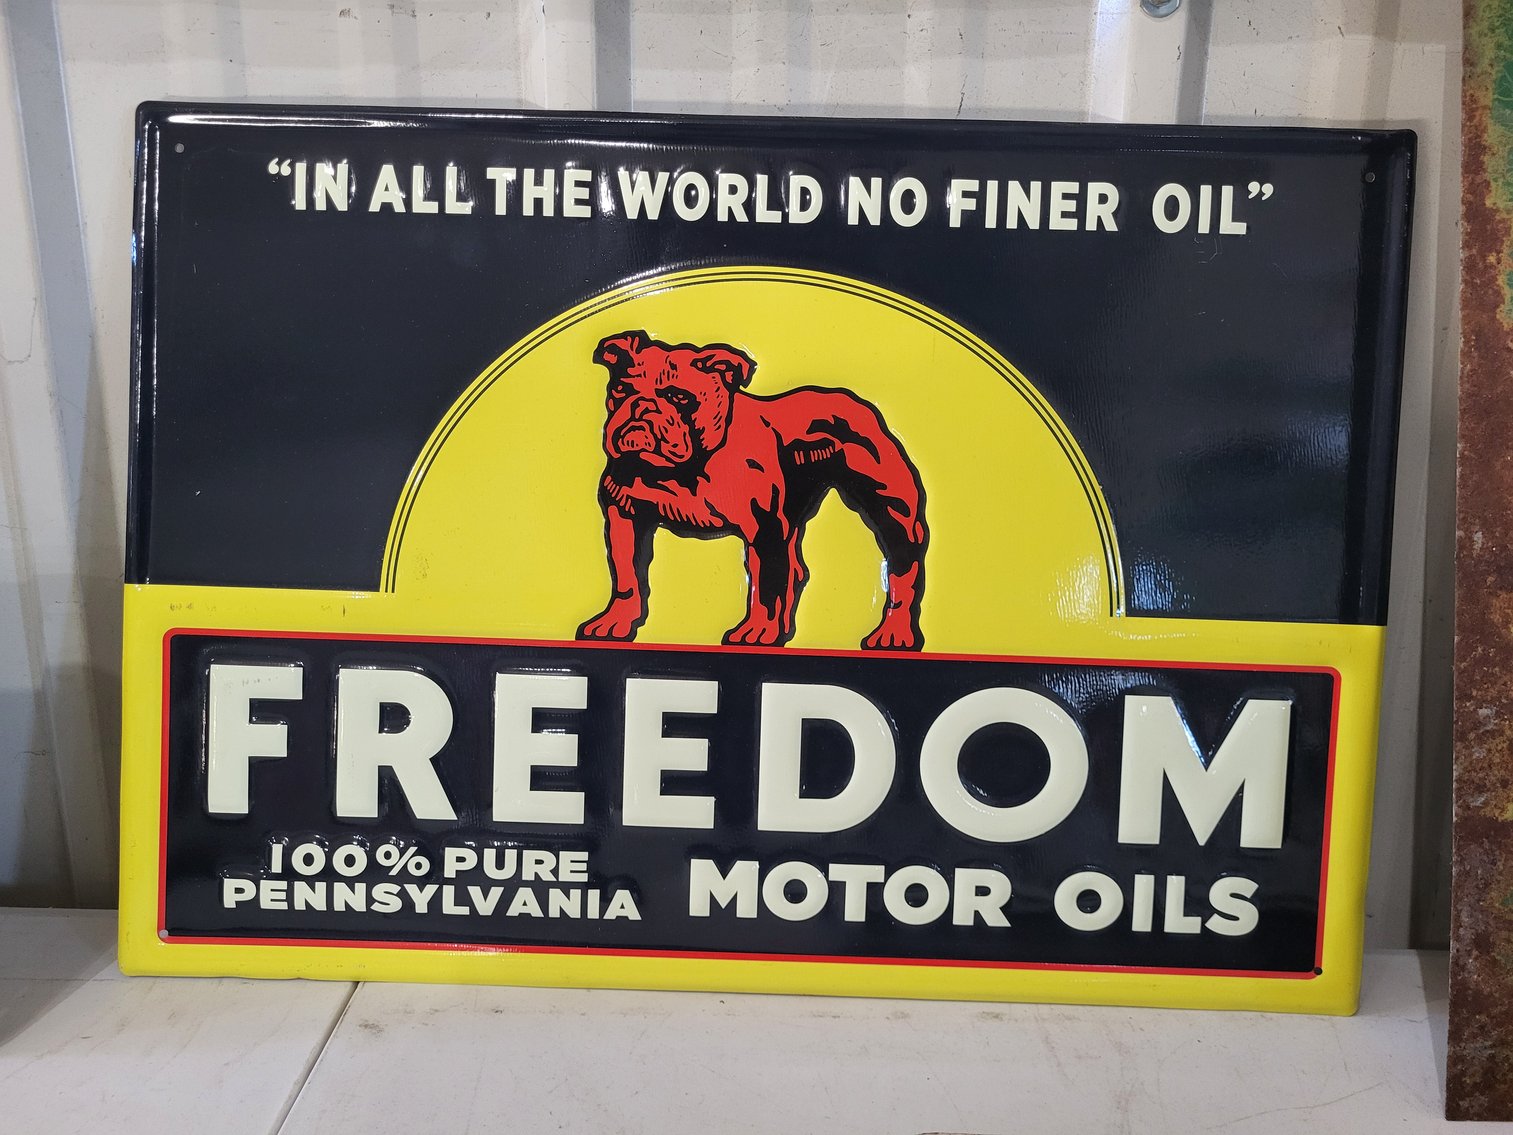 “IN ALL THE WORLD NO FINER OIL”
FREEDOM
100% PURE
PENNSYLVANIA
MOTOR OILS